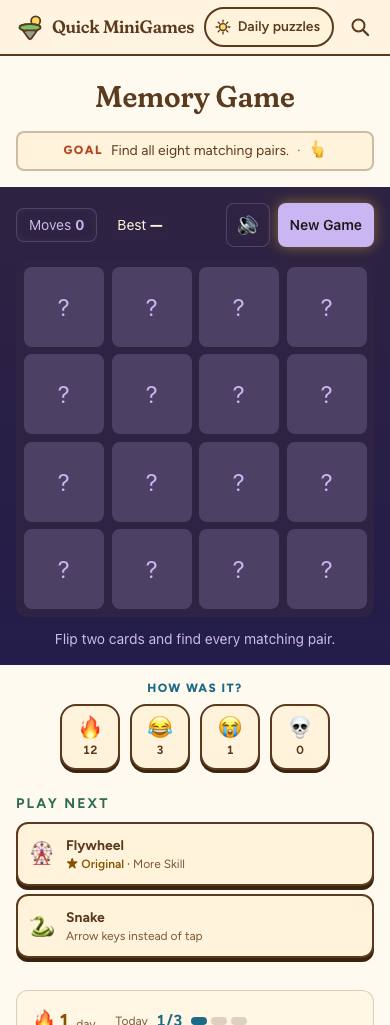 Quick MiniGames Daily puzzles
Memory Game
GOAL Find all eight matching pairs. ·
Moves 0 Best — New Game
? ? ? ?
? ? ? ?
? ? ? ?
? ? ? ?
Flip two cards and find every matching pair.
HOW WAS IT?
12 3 1 0
PLAY NEXT
Flywheel
Original · More Skill
Snake
Arrow keys instead of tap
1 day Today 1/3